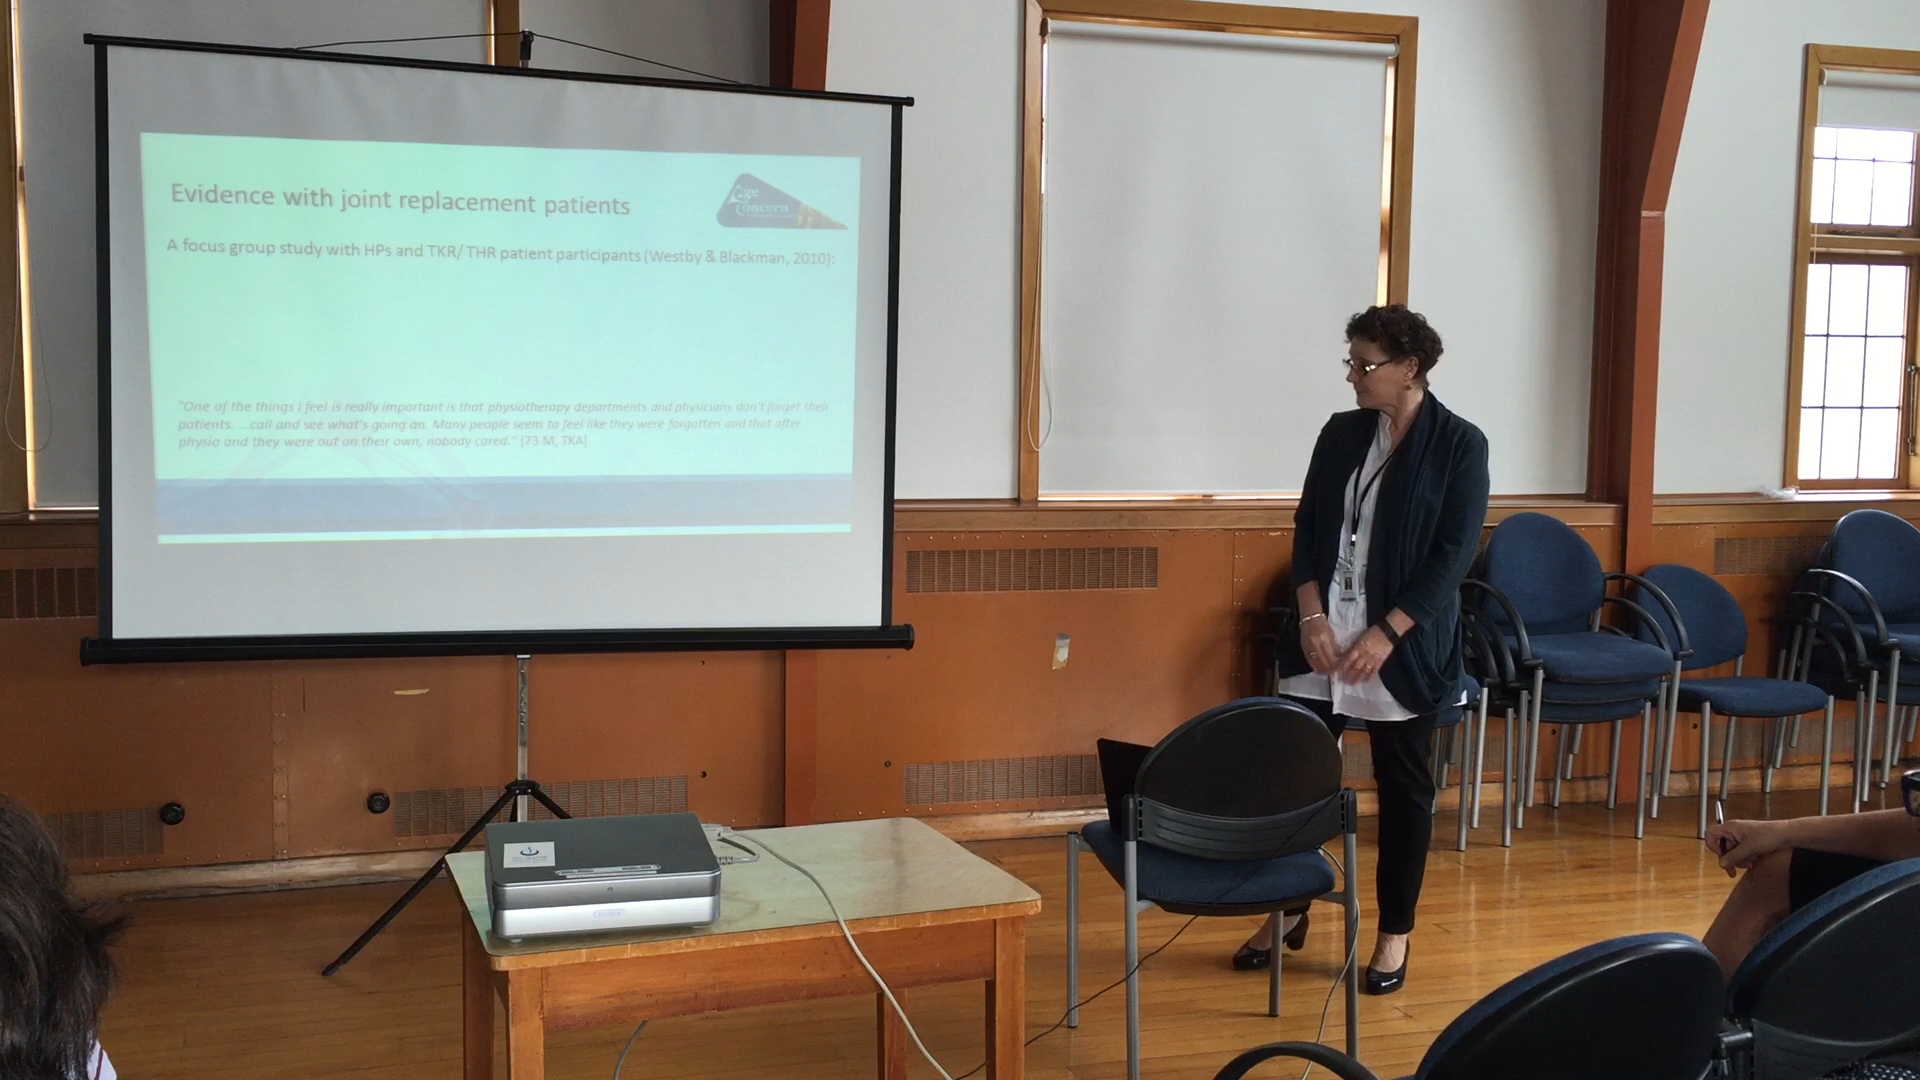 Evidence with joint replacement patients
Age
Concern
A focus group study with HPs and TKR/ THR patient participants (Westby & Blackman, 2010):
"One of the things I feel is really important is that physiotherapy departments and physicians don't forget their
patients. ...call and see what's going on. Many people seem to feel like they were forgotten and that after
physio and they were out on their own, nobody cared." [73 M, TKA]
SONY